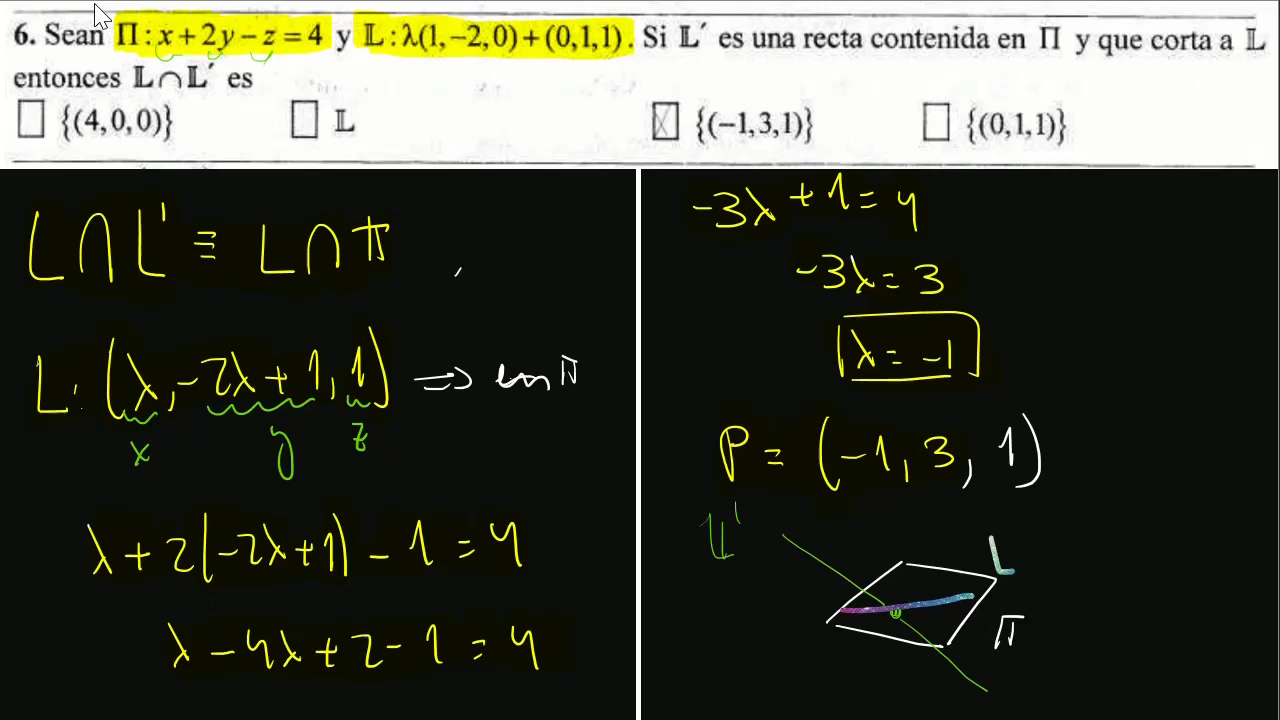 6. Sean Π : x + 2y − z = 4 y 𝕃 : λ(1,−2,0) + (0,1,1). Si 𝕃´ es una recta contenida en Π y que corta a 𝕃
entonces 𝕃∩𝕃´ es
{(4,0,0)} 𝕃 {(−1,3,1)} {(0,1,1)}
L∩L' ≡ L∩π
L: (λ, −2λ+1, 1) => en π
x y z
λ + 2(−2λ+1) − 1 = 4
λ − 4λ + 2 − 1 = 4
−3λ + 1 = 4
−3λ = 3
λ = −1
P = (−1, 3, 1)
𝕃'
L
π